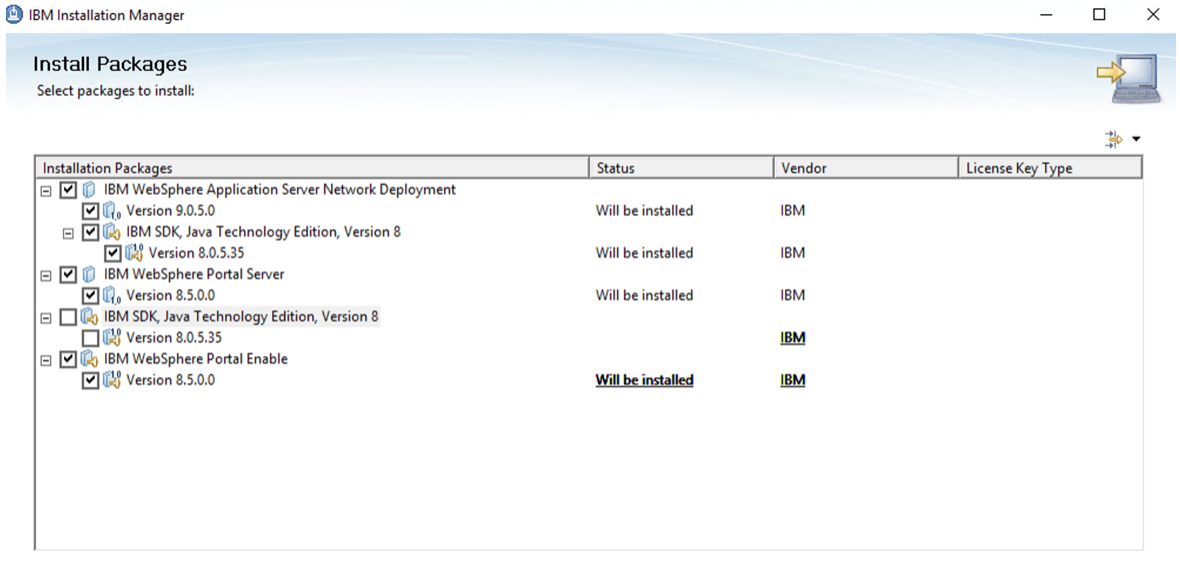 IBM Installation Manager
Install Packages
Select packages to install:
Installation Packages Status Vendor License Key Type
IBM WebSphere Application Server Network Deployment
Version 9.0.5.0 Will be installed IBM
IBM SDK, Java Technology Edition, Version 8
Version 8.0.5.35 Will be installed IBM
IBM WebSphere Portal Server
Version 8.5.0.0 Will be installed IBM
IBM SDK, Java Technology Edition, Version 8
Version 8.0.5.35 IBM
IBM WebSphere Portal Enable
Version 8.5.0.0 Will be installed IBM